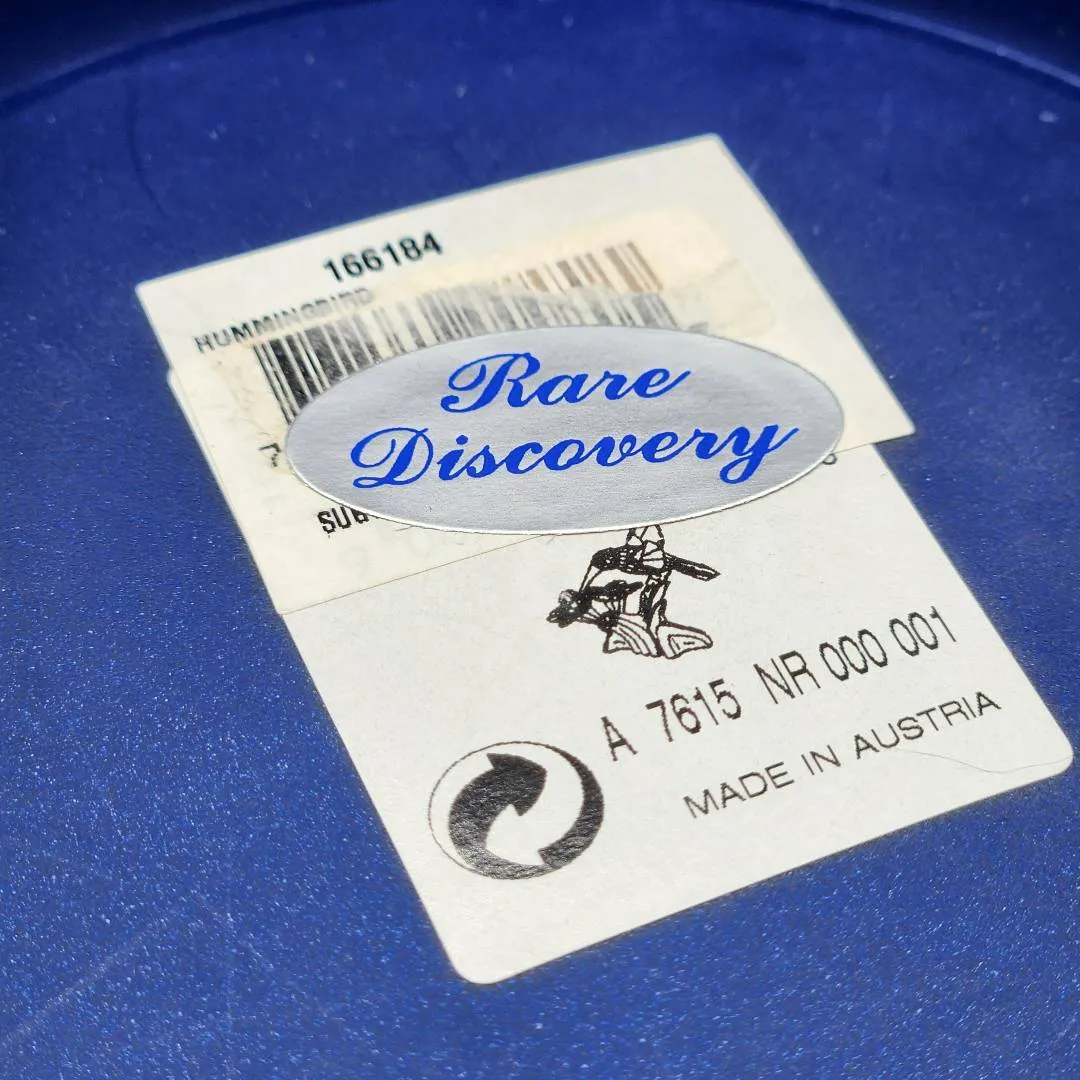 166184
HUMMINGBIRD
Rare
Discovery
A 7615 NR 000 001
MADE IN AUSTRIA